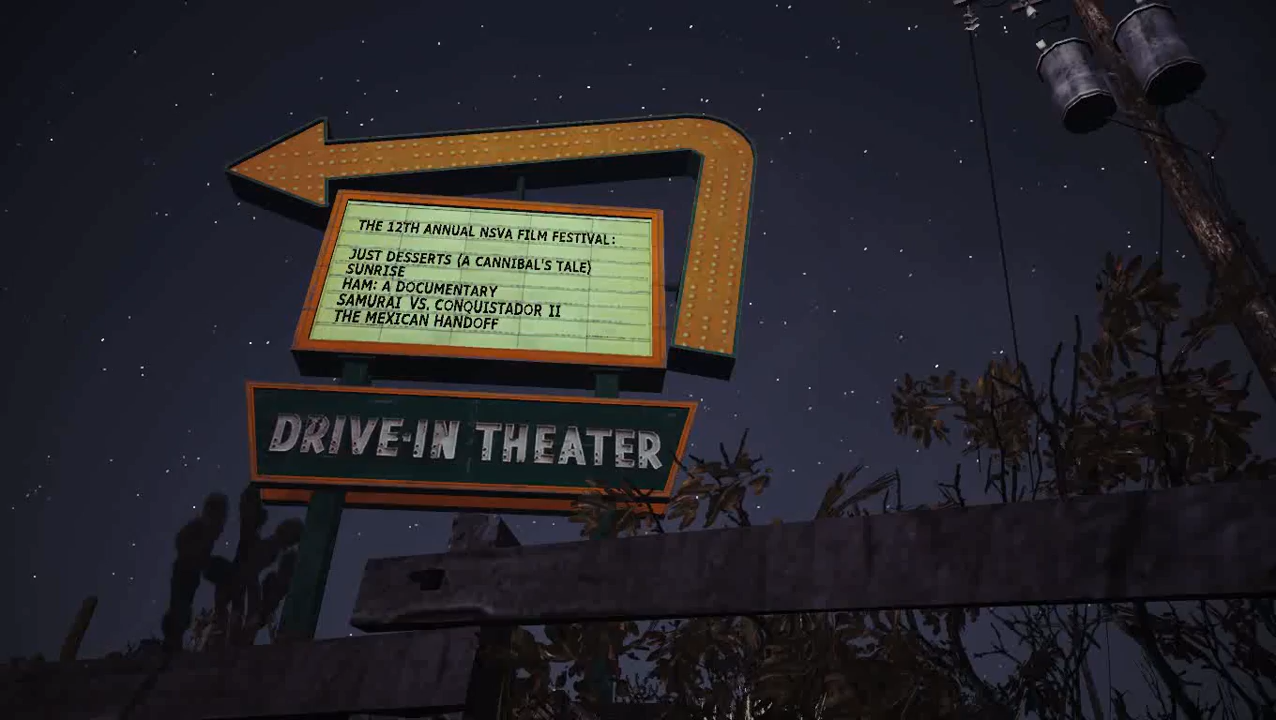 THE 12TH ANNUAL NSVA FILM FESTIVAL:
JUST DESSERTS (A CANNIBAL'S TALE)
SUNRISE
HAM: A DOCUMENTARY
SAMURAI VS. CONQUISTADOR II
THE MEXICAN HANDOFF
DRIVE-IN THEATER